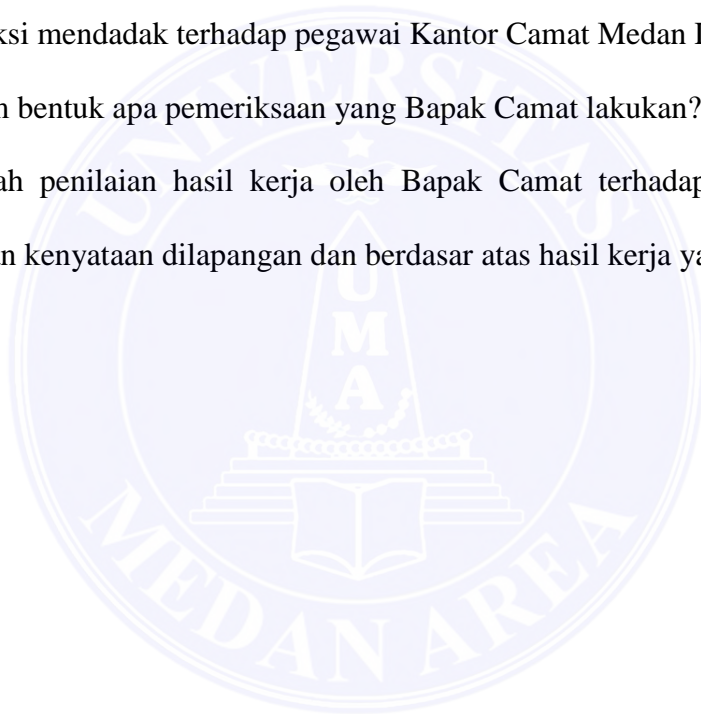 ksi mendadak terhadap pegawai Kantor Camat Medan
bentuk apa pemeriksaan yang Bapak Camat lakukan?
ah penilaian hasil kerja oleh Bapak Camat terhadap
n kenyataan dilapangan dan berdasar atas hasil kerja
UNIVERSITAS
UMA
MEDAN AREA